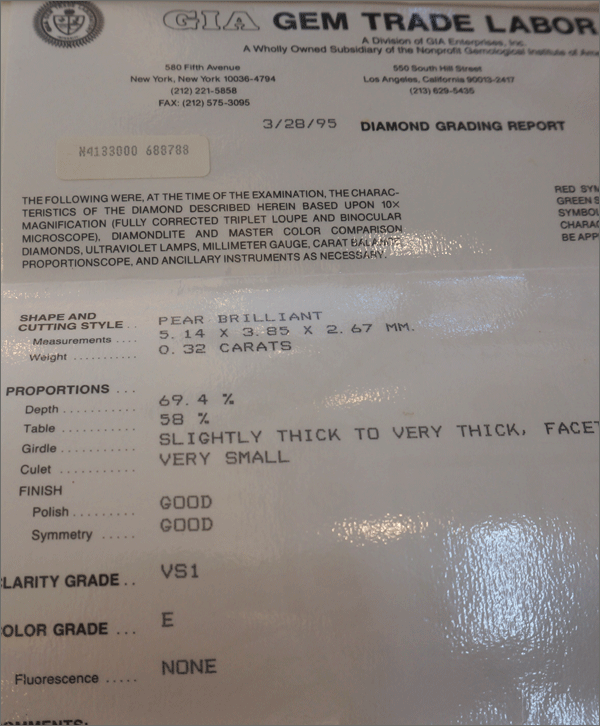 GIA GEM TRADE LABOR
A Division of GIA Enterprises, Inc.
A Wholly Owned Subsidiary of the Nonprofit Gemological Institute of Ame
580 Fifth Avenue
New York, New York 10036-4794
(212) 221-5858
FAX: (212) 575-3095
550 South Hill Street
Los Angeles, California 90013-2417
(213) 629-5435
3/28/95 DIAMOND GRADING REPORT
N4133000 688788
THE FOLLOWING WERE, AT THE TIME OF THE EXAMINATION, THE CHARAC-
TERISTICS OF THE DIAMOND DESCRIBED HEREIN BASED UPON 10X
MAGNIFICATION (FULLY CORRECTED TRIPLET LOUPE AND BINOCULAR
MICROSCOPE), DIAMONDLITE AND MASTER COLOR COMPARISON
DIAMONDS, ULTRAVIOLET LAMPS, MILLIMETER GAUGE, CARAT BALANCE,
PROPORTIONSCOPE, AND ANCILLARY INSTRUMENTS AS NECESSARY.
RED SYM
GREEN S
SYMBOL
CHARAC
BE APP
SHAPE AND
CUTTING STYLE .. PEAR BRILLIANT
Measurements .... 5.14 X 3.85 X 2.67 MM.
Weight .......... 0.32 CARATS
PROPORTIONS ...
Depth .......... 69.4 %
Table .......... 58 %
Girdle .......... SLIGHTLY THICK TO VERY THICK, FACET
Culet .......... VERY SMALL
FINISH
Polish ......... GOOD
Symmetry ..... GOOD
CLARITY GRADE .. VS1
OLOR GRADE ... E
Fluorescence ..... NONE
OMMENTS: